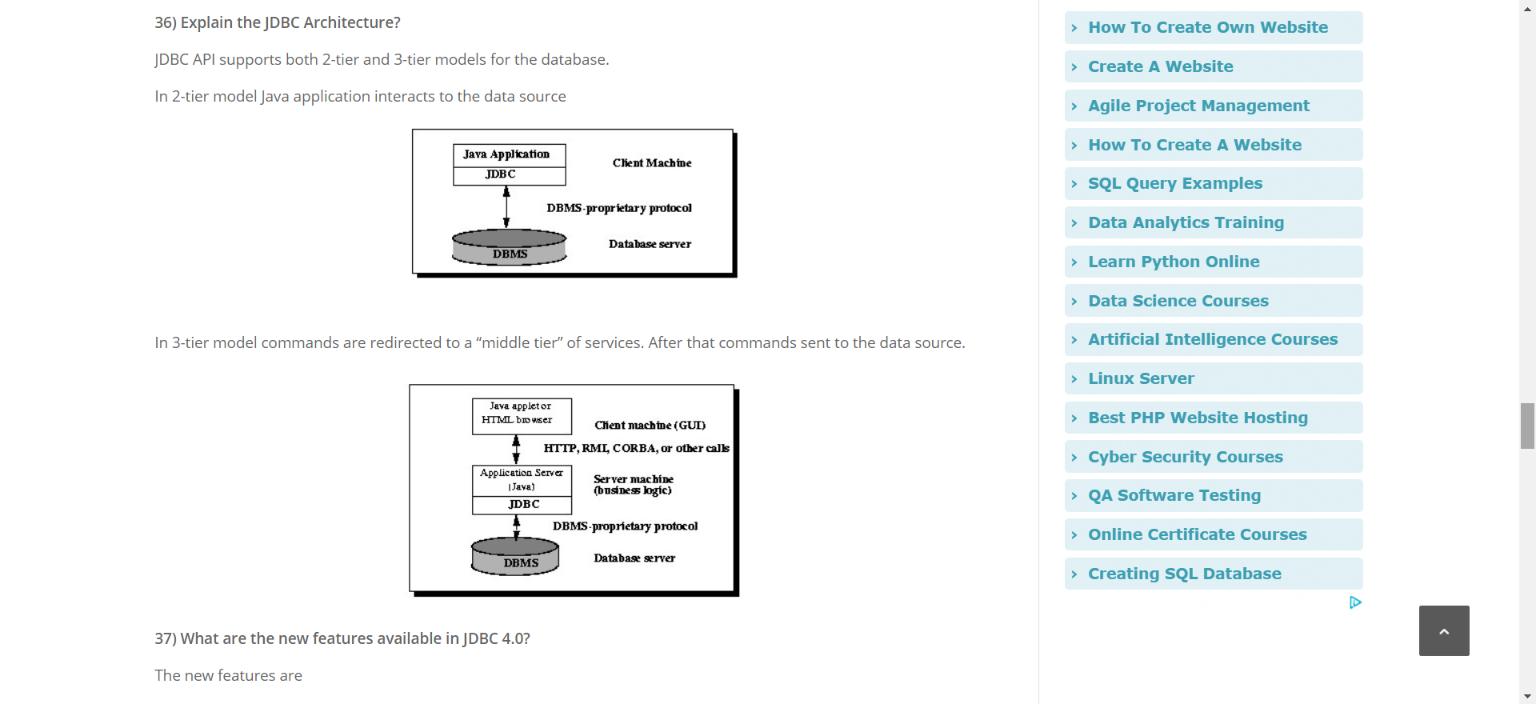 36) Explain the JDBC Architecture?
JDBC API supports both 2-tier and 3-tier models for the database.
In 2-tier model Java application interacts to the data source
Java Application
JDBC
Client Machine
DBMS-proprietary protocol
DBMS
Database server
In 3-tier model commands are redirected to a “middle tier” of services. After that commands sent to the data source.
Java applet or
HTML browser
Client machine (GUI)
HTTP, RMI, CORBA, or other calls
Application Server
(Java)
JDBC
Server machine
(business logic)
DBMS-proprietary protocol
DBMS
Database server
37) What are the new features available in JDBC 4.0?
The new features are
How To Create Own Website
Create A Website
Agile Project Management
How To Create A Website
SQL Query Examples
Data Analytics Training
Learn Python Online
Data Science Courses
Artificial Intelligence Courses
Linux Server
Best PHP Website Hosting
Cyber Security Courses
QA Software Testing
Online Certificate Courses
Creating SQL Database